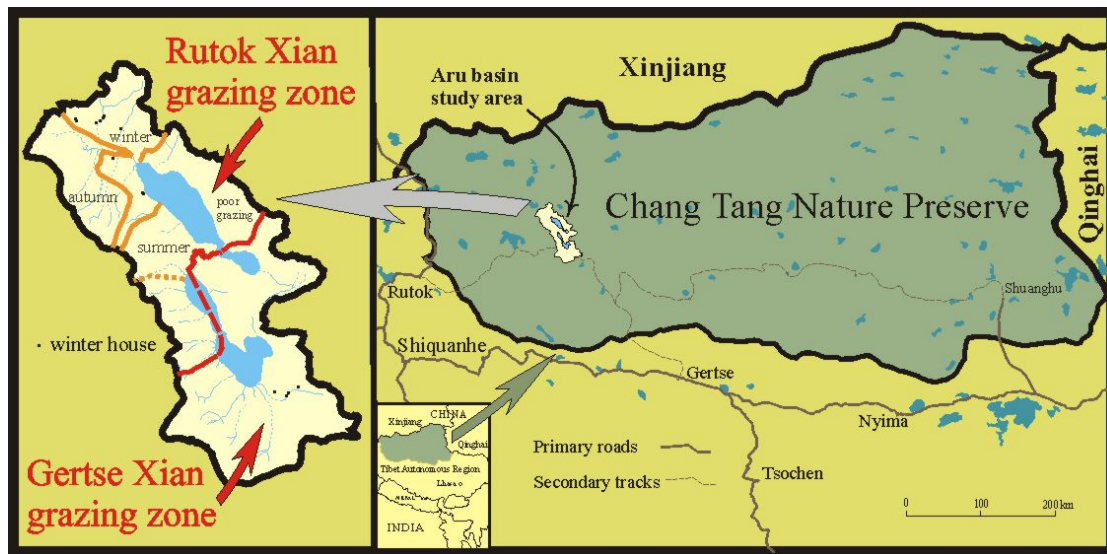 Rutok Xian
grazing zone
winter
autumn
poor
grazing
summer
winter house
Gertse Xian
grazing zone
Xinjiang
Aru basin
study area
Qinghai
Chang Tang Nature Preserve
Shuanghu
Rutok
Shiquanhe
Gertse
Nyima
Tsochen
Primary roads
Secondary tracks
0 100 200 km
Xinjiang
CHINA
Qinghai
Tibet Autonomous Region
Lhasa
NEPAL
INDIA